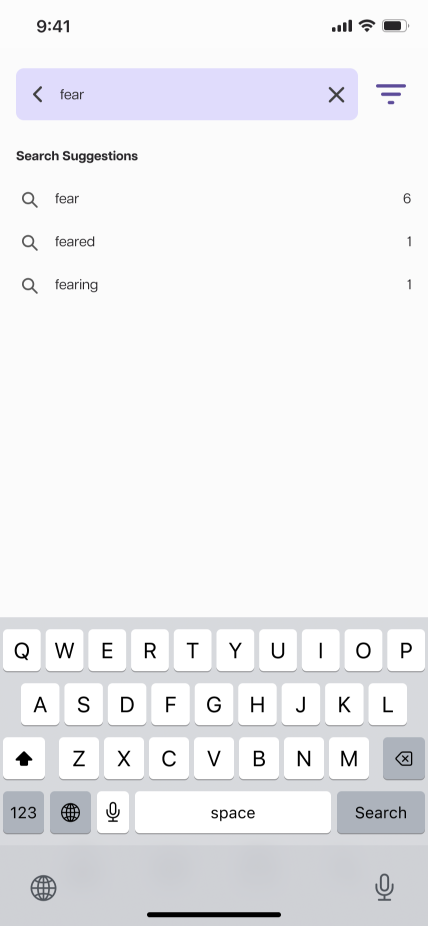 9:41
fear
Search Suggestions
fear 6
feared 1
fearing 1
Q W E R T Y U I O P
A S D F G H J K L
Z X C V B N M
123 space Search